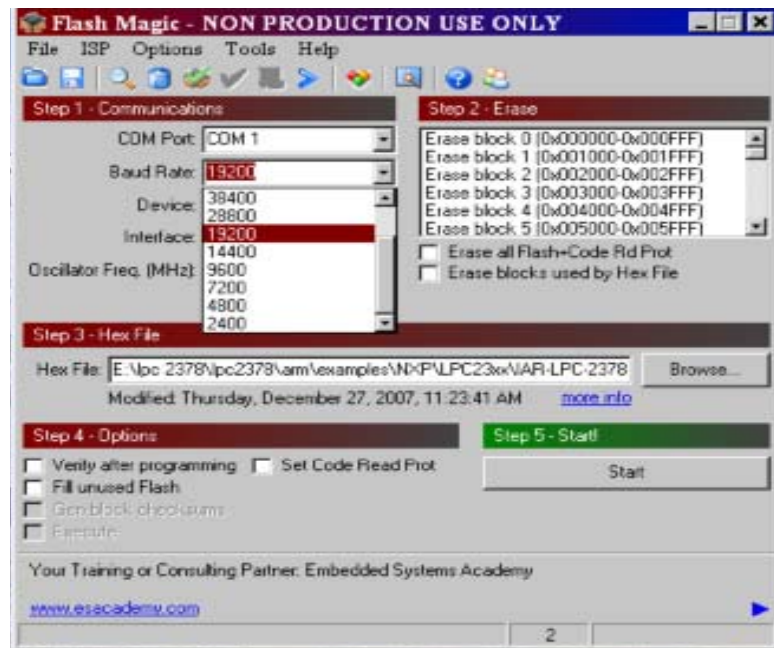 Flash Magic - NON PRODUCTION USE ONLY
File ISP Options Tools Help
Step 1 - Communications
COM Port: COM 1
Baud Rate: 19200
38400
28800
19200
14400
9600
7200
4800
2400
Device:
Interface:
Oscillator Freq. (MHz):
Step 2 - Erase
Erase block 0 (0x000000-0x000FFF)
Erase block 1 (0x001000-0x001FFF)
Erase block 2 (0x002000-0x002FFF)
Erase block 3 (0x003000-0x003FFF)
Erase block 4 (0x004000-0x004FFF)
Erase block 5 (0x005000-0x005FFF)
Erase all Flash+Code Rd Prot
Erase blocks used by Hex File
Step 3 - Hex File
Hex File: E:\lpc 2378\lpc2378\arm\examples\NXP\LPC23xx\IAR-LPC-2378
Browse...
Modified: Thursday, December 27, 2007, 11:23:41 AM more info
Step 4 - Options
Verify after programming Set Code Read Prot
Fill unused Flash
Gen block checksums
Execute
Step 5 - Start!
Start
Your Training or Consulting Partner: Embedded Systems Academy
www.esacademy.com
2